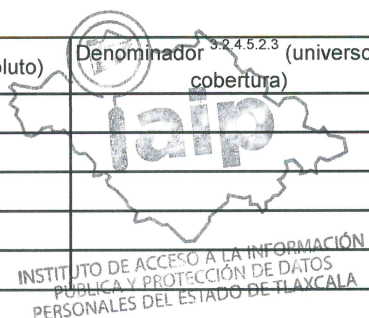 oluto)
Denominador 3.2.4.5.2.3 (universo
cobertura)
iaip
INSTITUTO DE ACCESO A LA INFORMACIÓN
PÚBLICA Y PROTECCIÓN DE DATOS
PERSONALES DEL ESTADO DE TLAXCALA